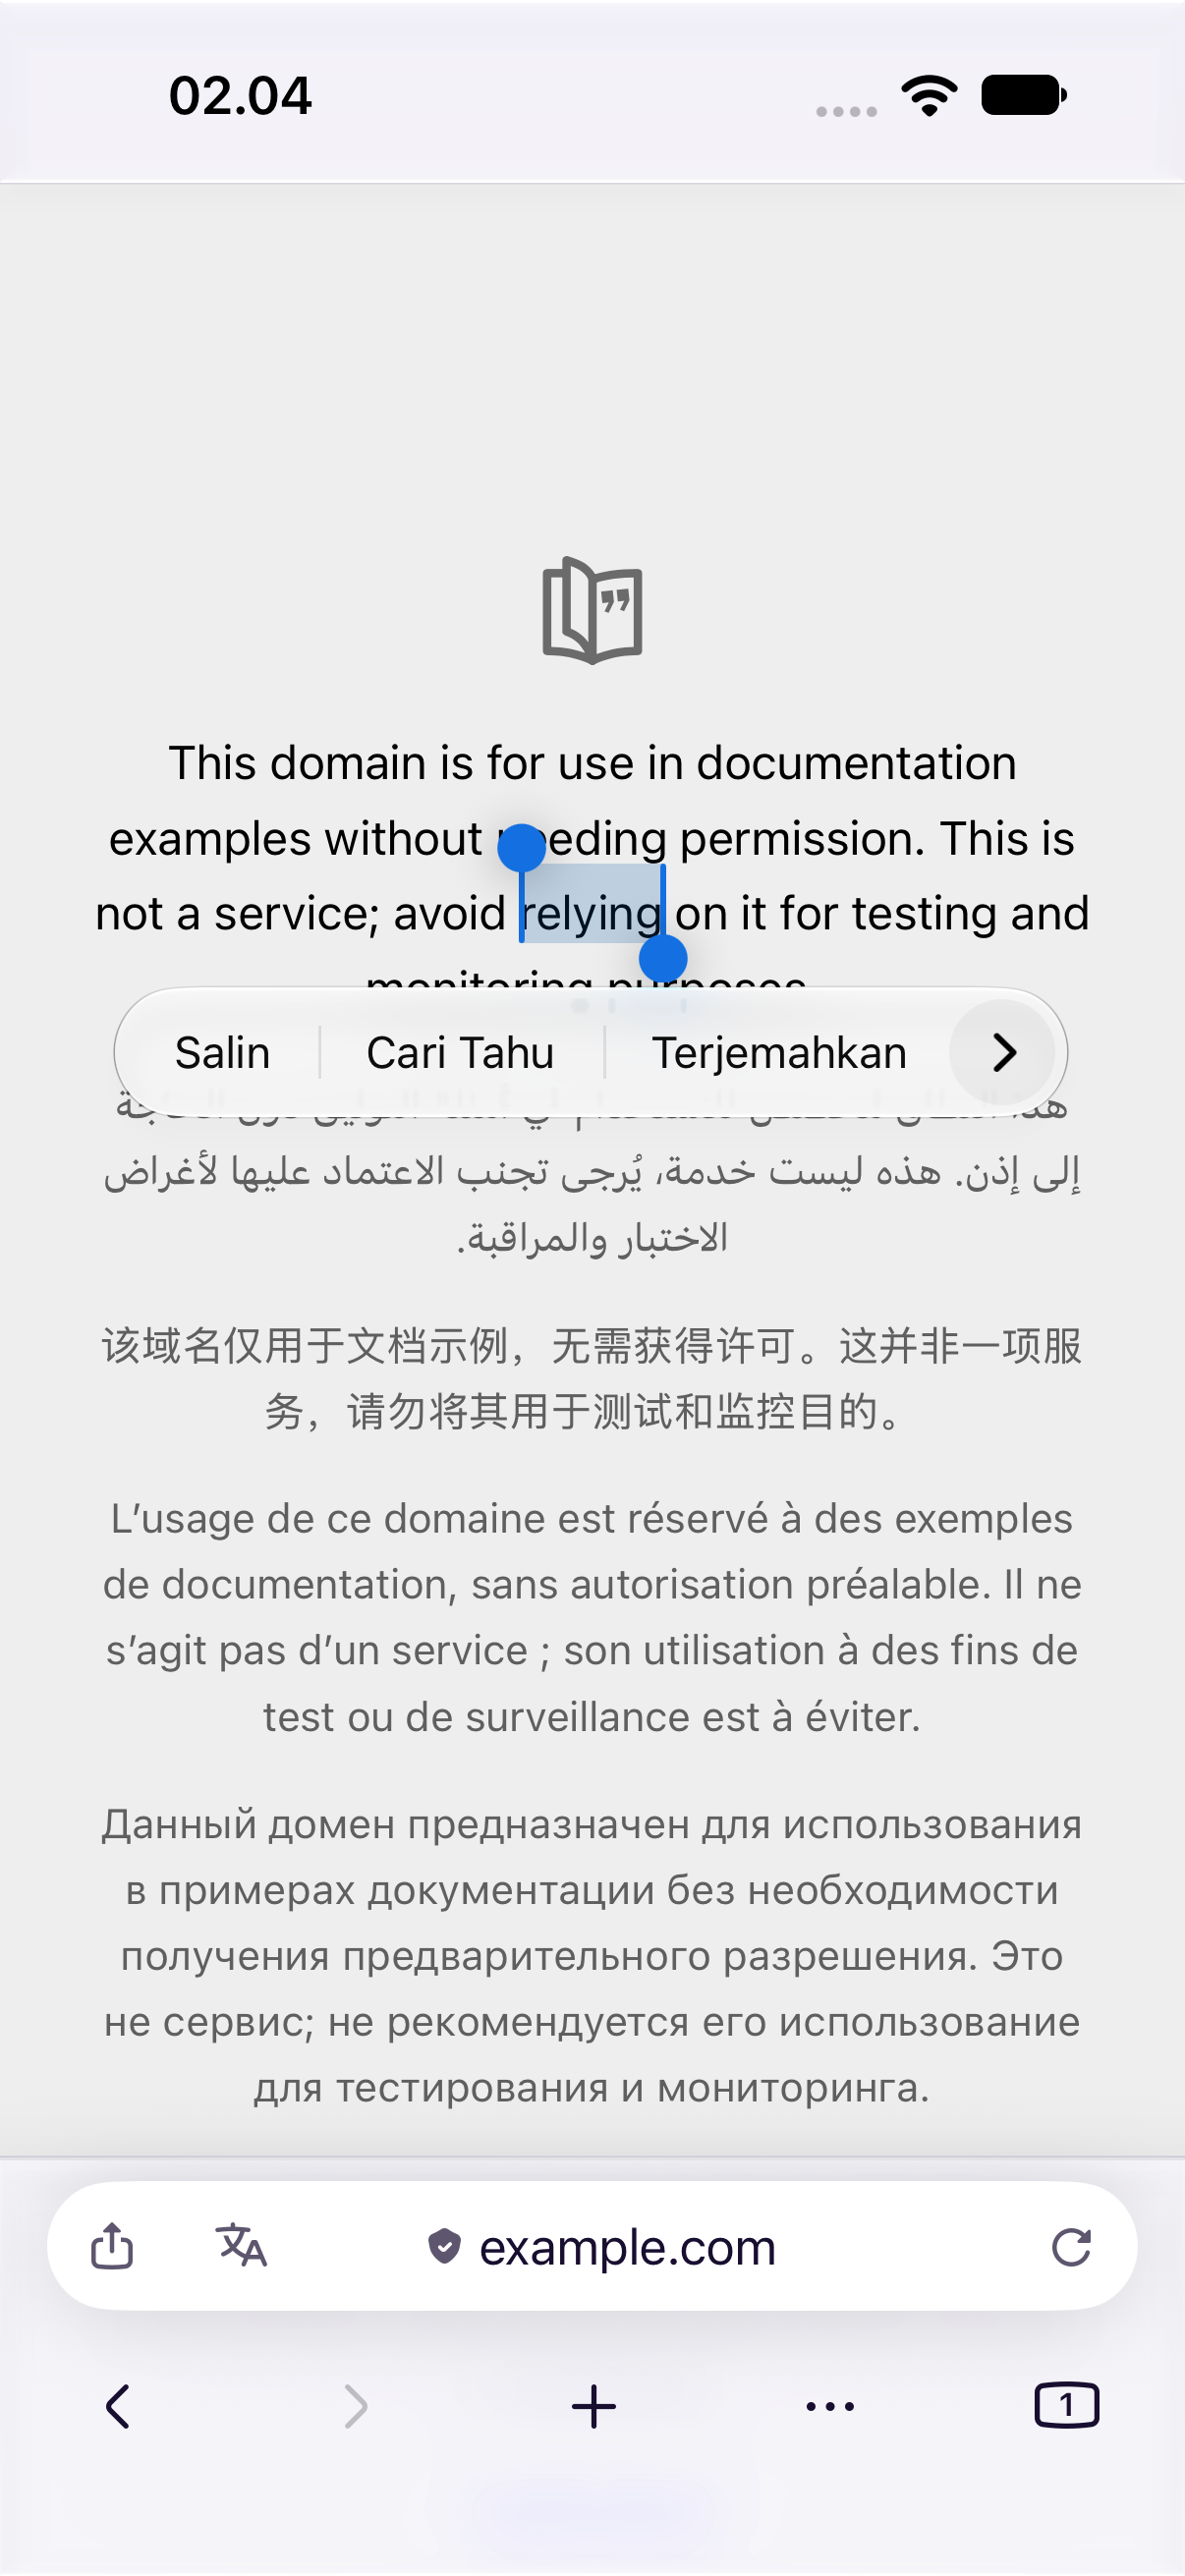 02.04
This domain is for use in documentation
examples without needing permission. This is
not a service; avoid relying on it for testing and
monitoring purposes
Salin
Cari Tahu
Terjemahkan
إلى إذن. هذه ليست خدمة، يُرجى تجنب الاعتماد عليها لأغراض
الاختبار والمراقبة.
该域名仅用于文档示例，无需获得许可。这并非一项服
务，请勿将其用于测试和监控目的。
L’usage de ce domaine est réservé à des exemples
de documentation, sans autorisation préalable. Il ne
s’agit pas d’un service ; son utilisation à des fins de
test ou de surveillance est à éviter.
Данный домен предназначен для использования
в примерах документации без необходимости
получения предварительного разрешения. Это
не сервис; не рекомендуется его использование
для тестирования и мониторинга.
example.com
1